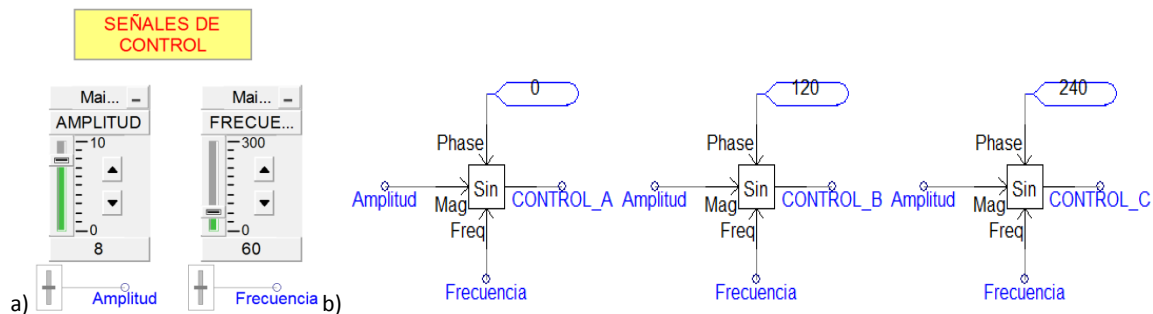 SEÑALES DE
CONTROL
Mai...
AMPLITUD
10
0
8
Amplitud
Mai...
FRECUE...
300
0
60
Frecuencia
a)
b)
0
Phase
Sin
Amplitud
Mag
CONTROL_A
Freq
Frecuencia
120
Phase
Sin
Amplitud
Mag
CONTROL_B
Freq
Frecuencia
240
Phase
Sin
Amplitud
Mag
CONTROL_C
Freq
Frecuencia